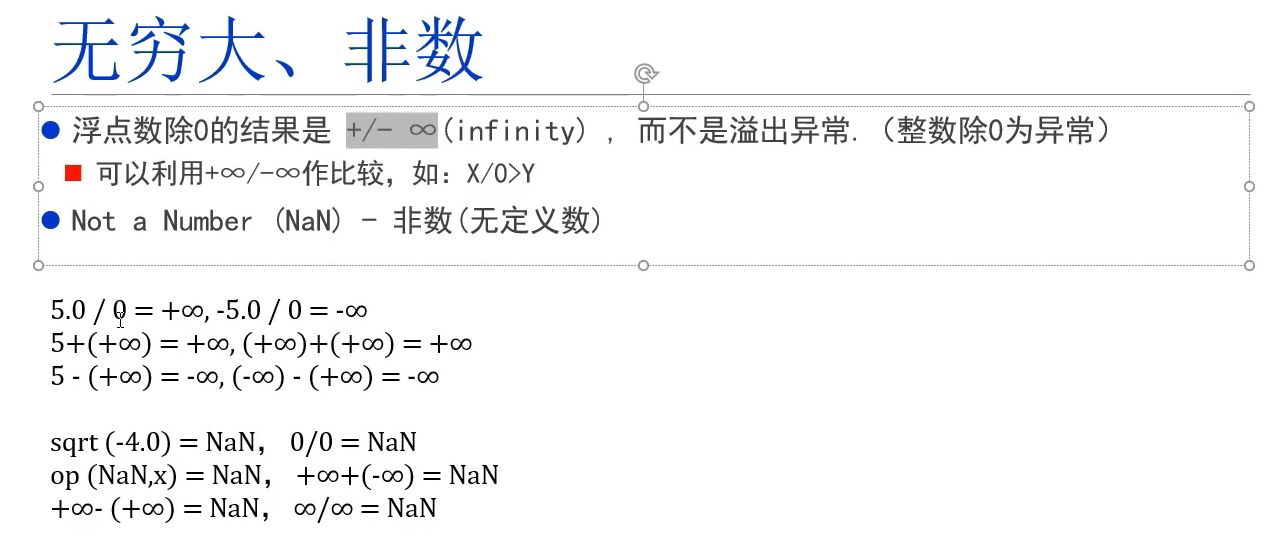 无穷大、非数
浮点数除0的结果是 +/- ∞(infinity) , 而不是溢出异常. (整数除0为异常)
可以利用+∞/-∞作比较, 如: X/0>Y
Not a Number (NaN) - 非数(无定义数)
5.0 / 0 = +∞, -5.0 / 0 = -∞
5+(+∞) = +∞, (+∞)+(+∞) = +∞
5 - (+∞) = -∞, (-∞) - (+∞) = -∞
sqrt (-4.0) = NaN， 0/0 = NaN
op (NaN,x) = NaN， +∞+(-∞) = NaN
+∞- (+∞) = NaN， ∞/∞ = NaN